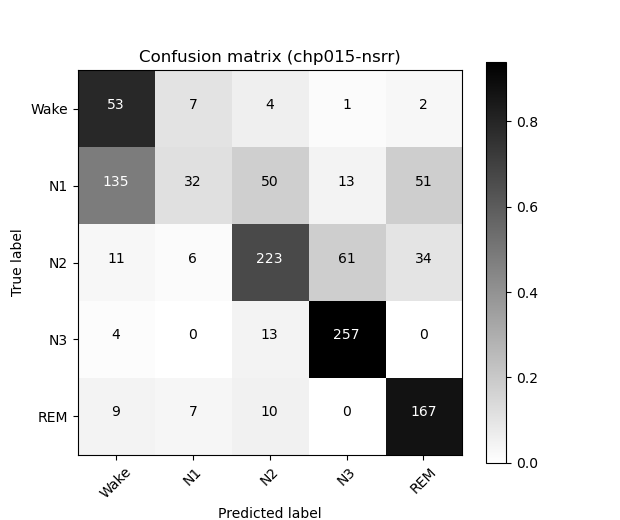 Confusion matrix (chp015-nsrr)
Wake 53 7 4 1 2
N1 135 32 50 13 51
N2 11 6 223 61 34
N3 4 0 13 257 0
REM 9 7 10 0 167
Wake N1 N2 N3 REM
Predicted label
True label
0.8
0.6
0.4
0.2
0.0